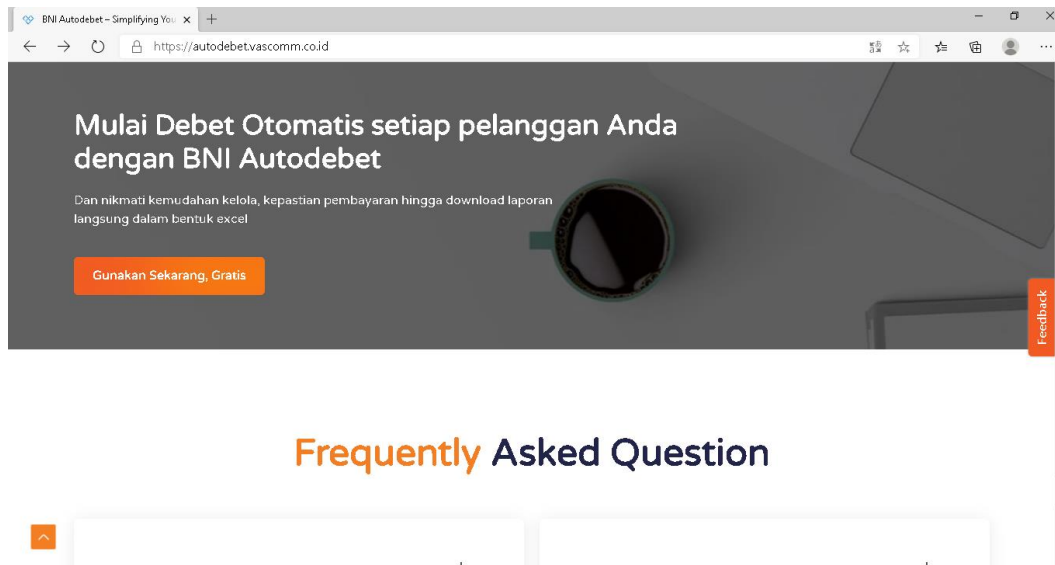 BNI Autodebet – Simplifying You
https://autodebet.vascomm.co.id
Mulai Debet Otomatis setiap pelanggan Anda
dengan BNI Autodebet
Dan nikmati kemudahan kelola, kepastian pembayaran hingga download laporan
langsung dalam bentuk excel
Gunakan Sekarang, Gratis
Feedback
Frequently Asked Question